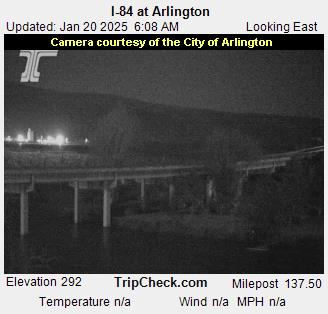 I-84 at Arlington
Updated: Jan 20 2025 6:08 AM Looking East
Camera courtesy of the City of Arlington
Elevation 292 TripCheck.com Milepost 137.50
Temperature n/a Wind n/a MPH n/a